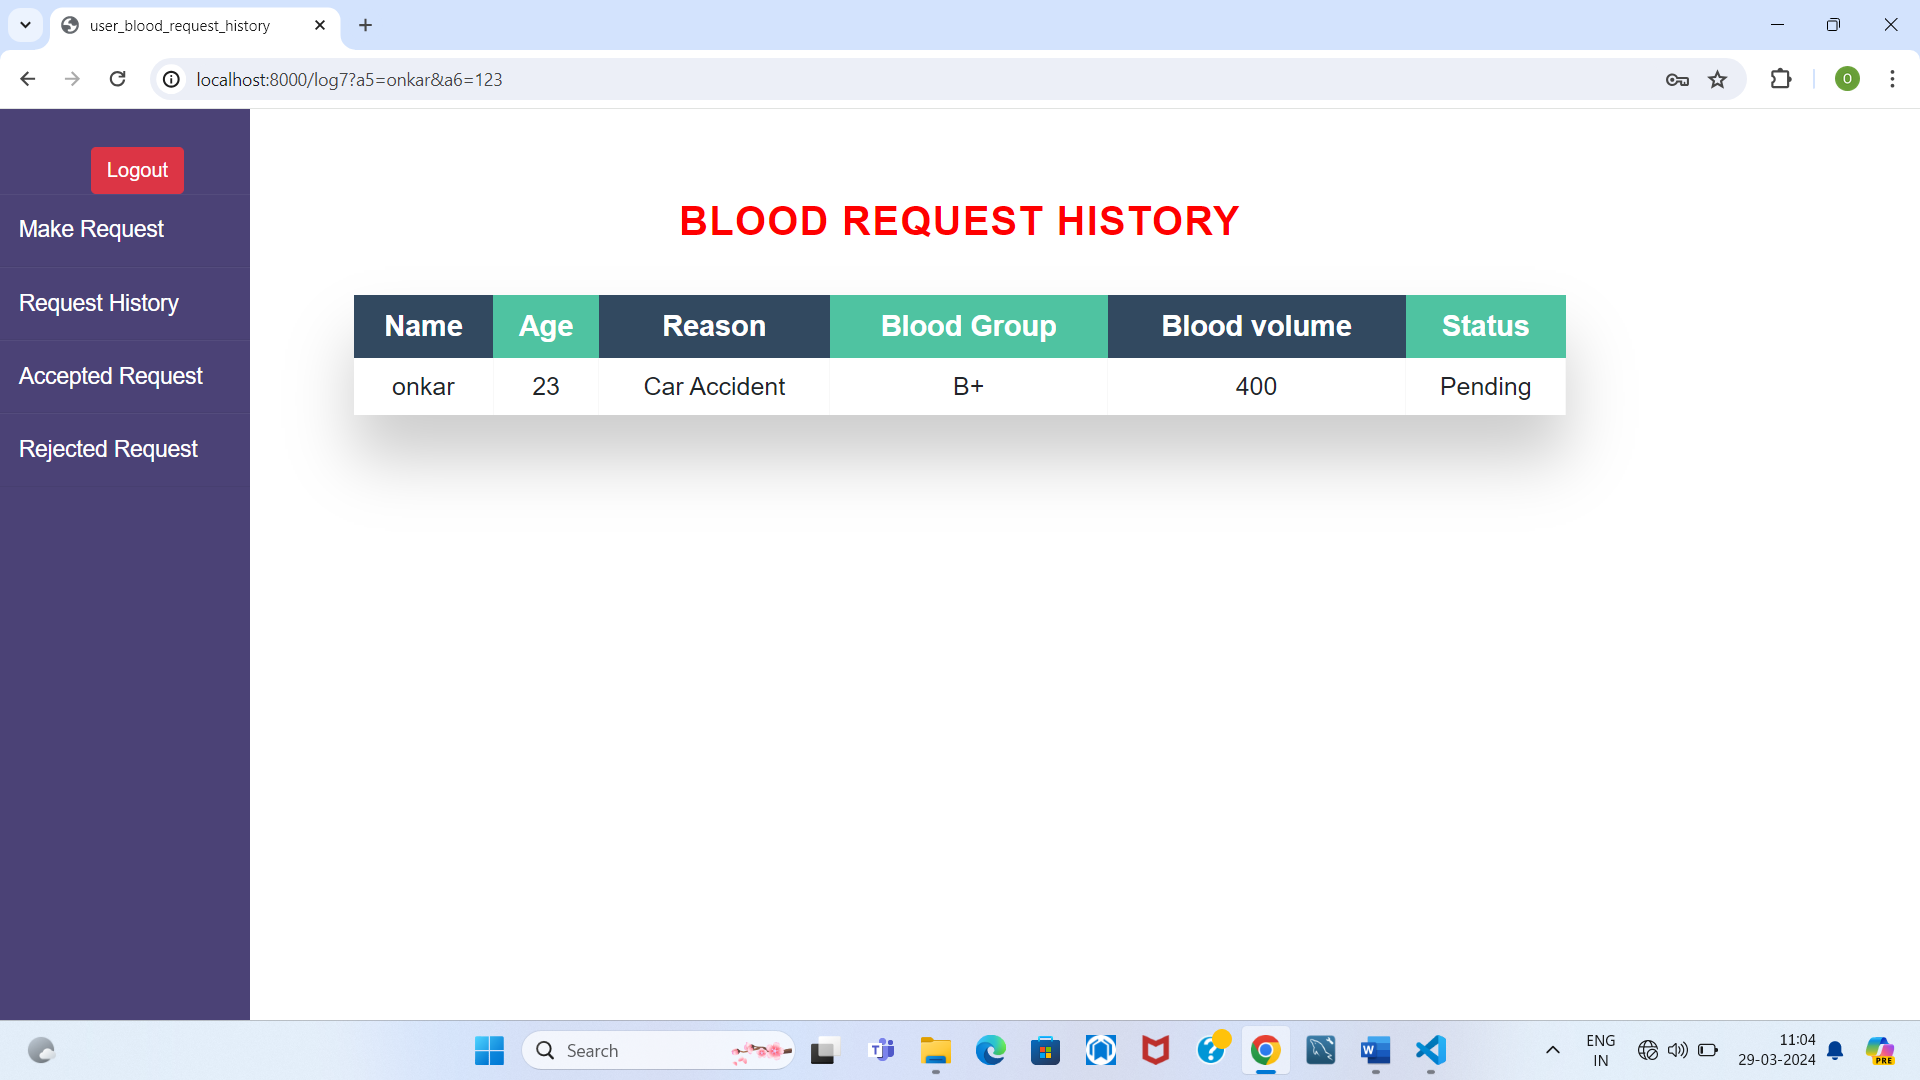 user_blood_request_history
localhost:8000/log7?a5=onkar&a6=123
O
Logout
Make Request
Request History
Accepted Request
Rejected Request
BLOOD REQUEST HISTORY
Name Age Reason Blood Group Blood volume Status
onkar 23 Car Accident B+ 400 Pending
Search
ENG
IN
11:04
29-03-2024
PRE